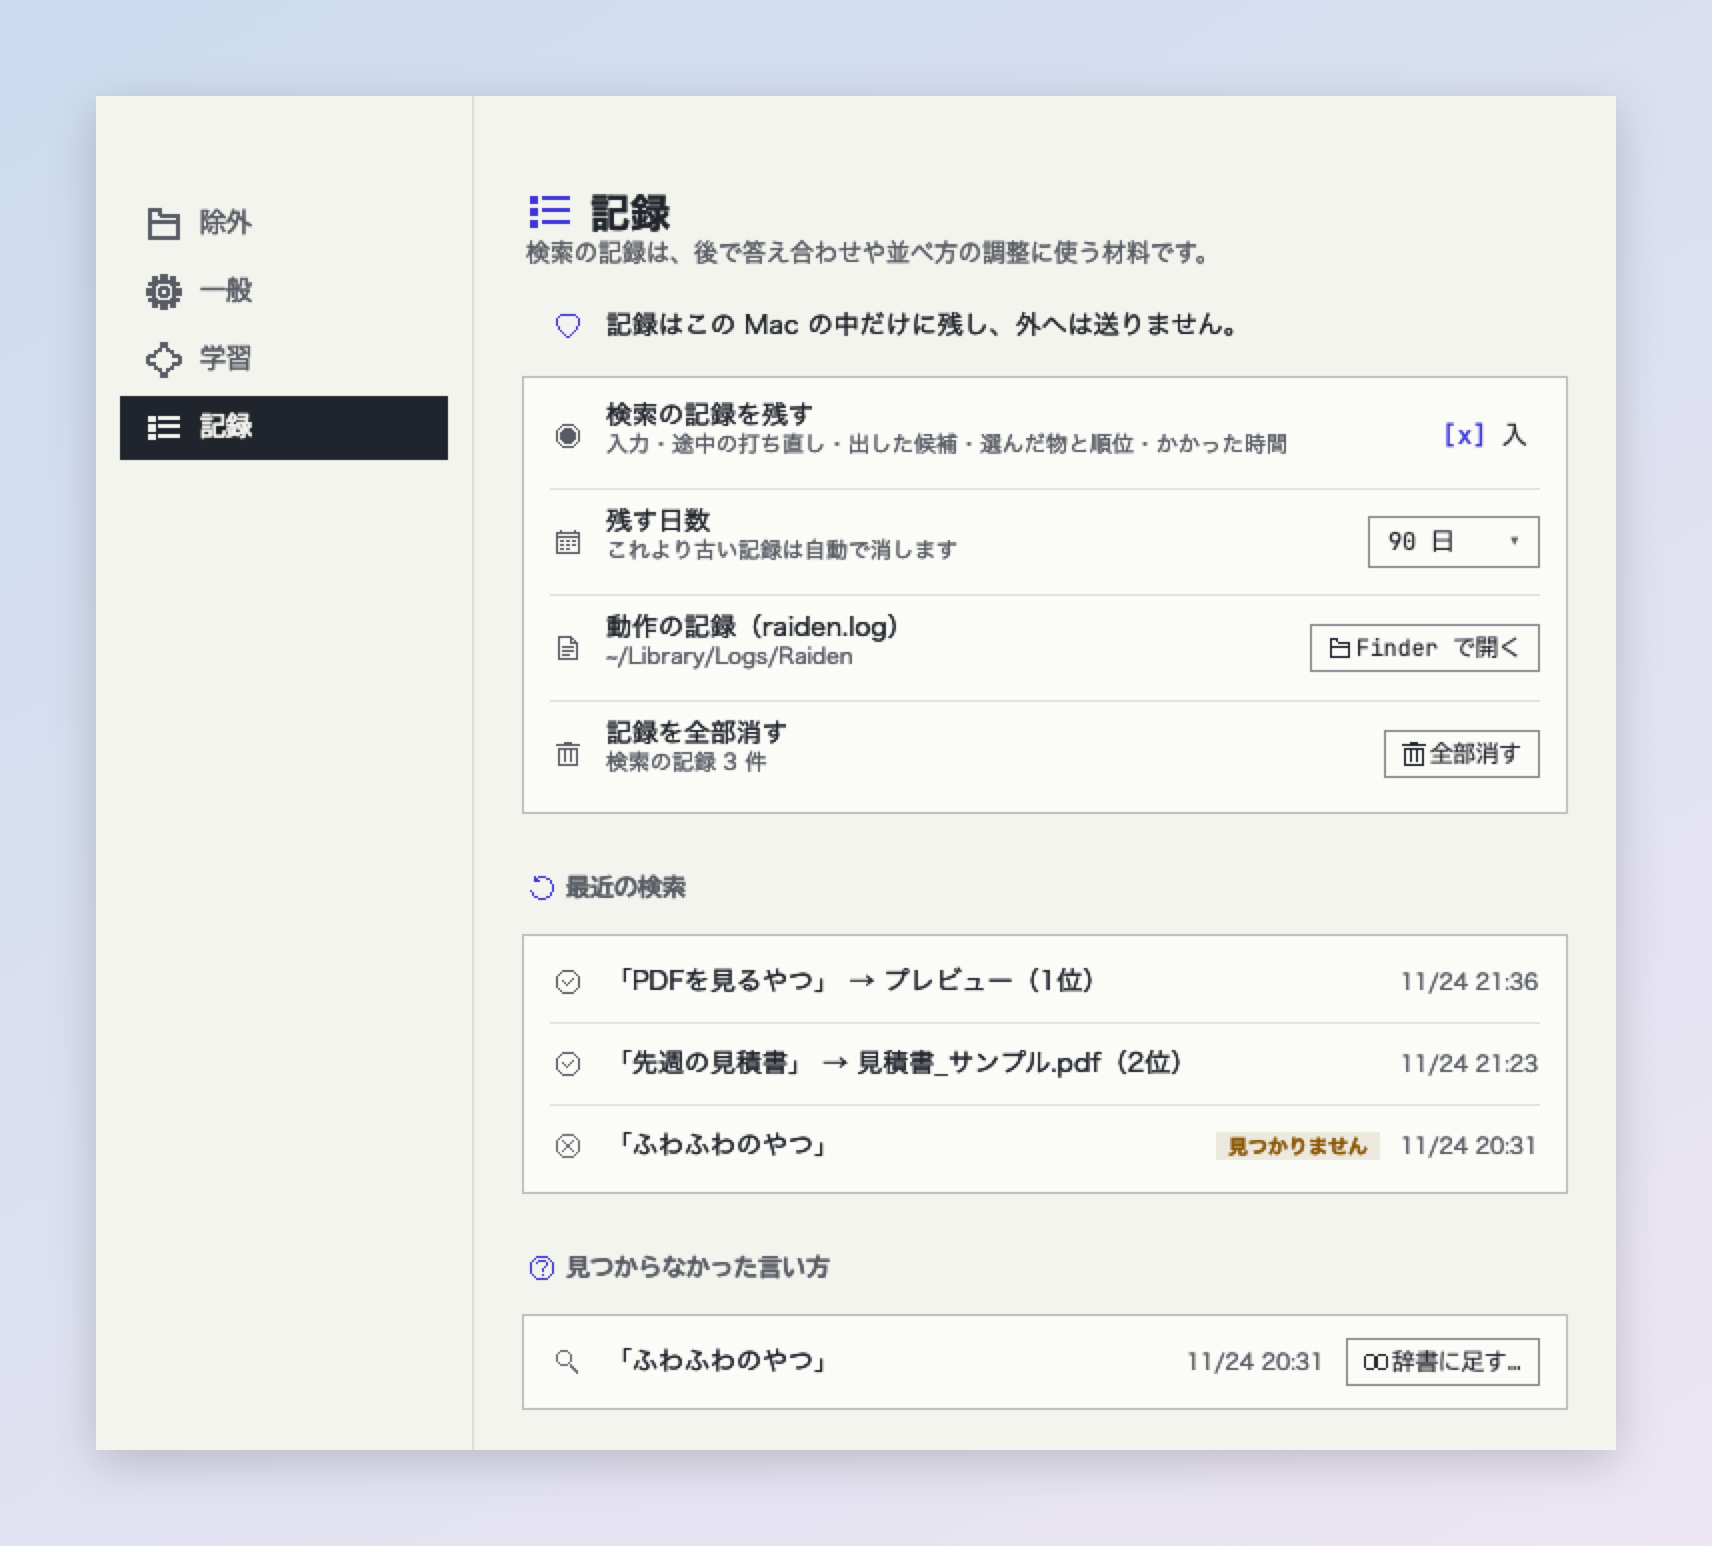 除外
一般
学習
記録
記録
検索の記録は、後で答え合わせや並べ方の調整に使う材料です。
記録はこの Mac の中だけに残し、外へは送りません。
検索の記録を残す
入力・途中の打ち直し・出した候補・選んだ物と順位・かかった時間
[x] 入
残す日数
これより古い記録は自動で消します
90 日
動作の記録（raiden.log）
~/Library/Logs/Raiden
Finder で開く
記録を全部消す
検索の記録 3 件
全部消す
最近の検索
「PDFを見るやつ」 → プレビュー（1位）
11/24 21:36
「先週の見積書」 → 見積書_サンプル.pdf（2位）
11/24 21:23
「ふわふわのやつ」
見つかりません 11/24 20:31
見つからなかった言い方
「ふわふわのやつ」
11/24 20:31
辞書に足す…